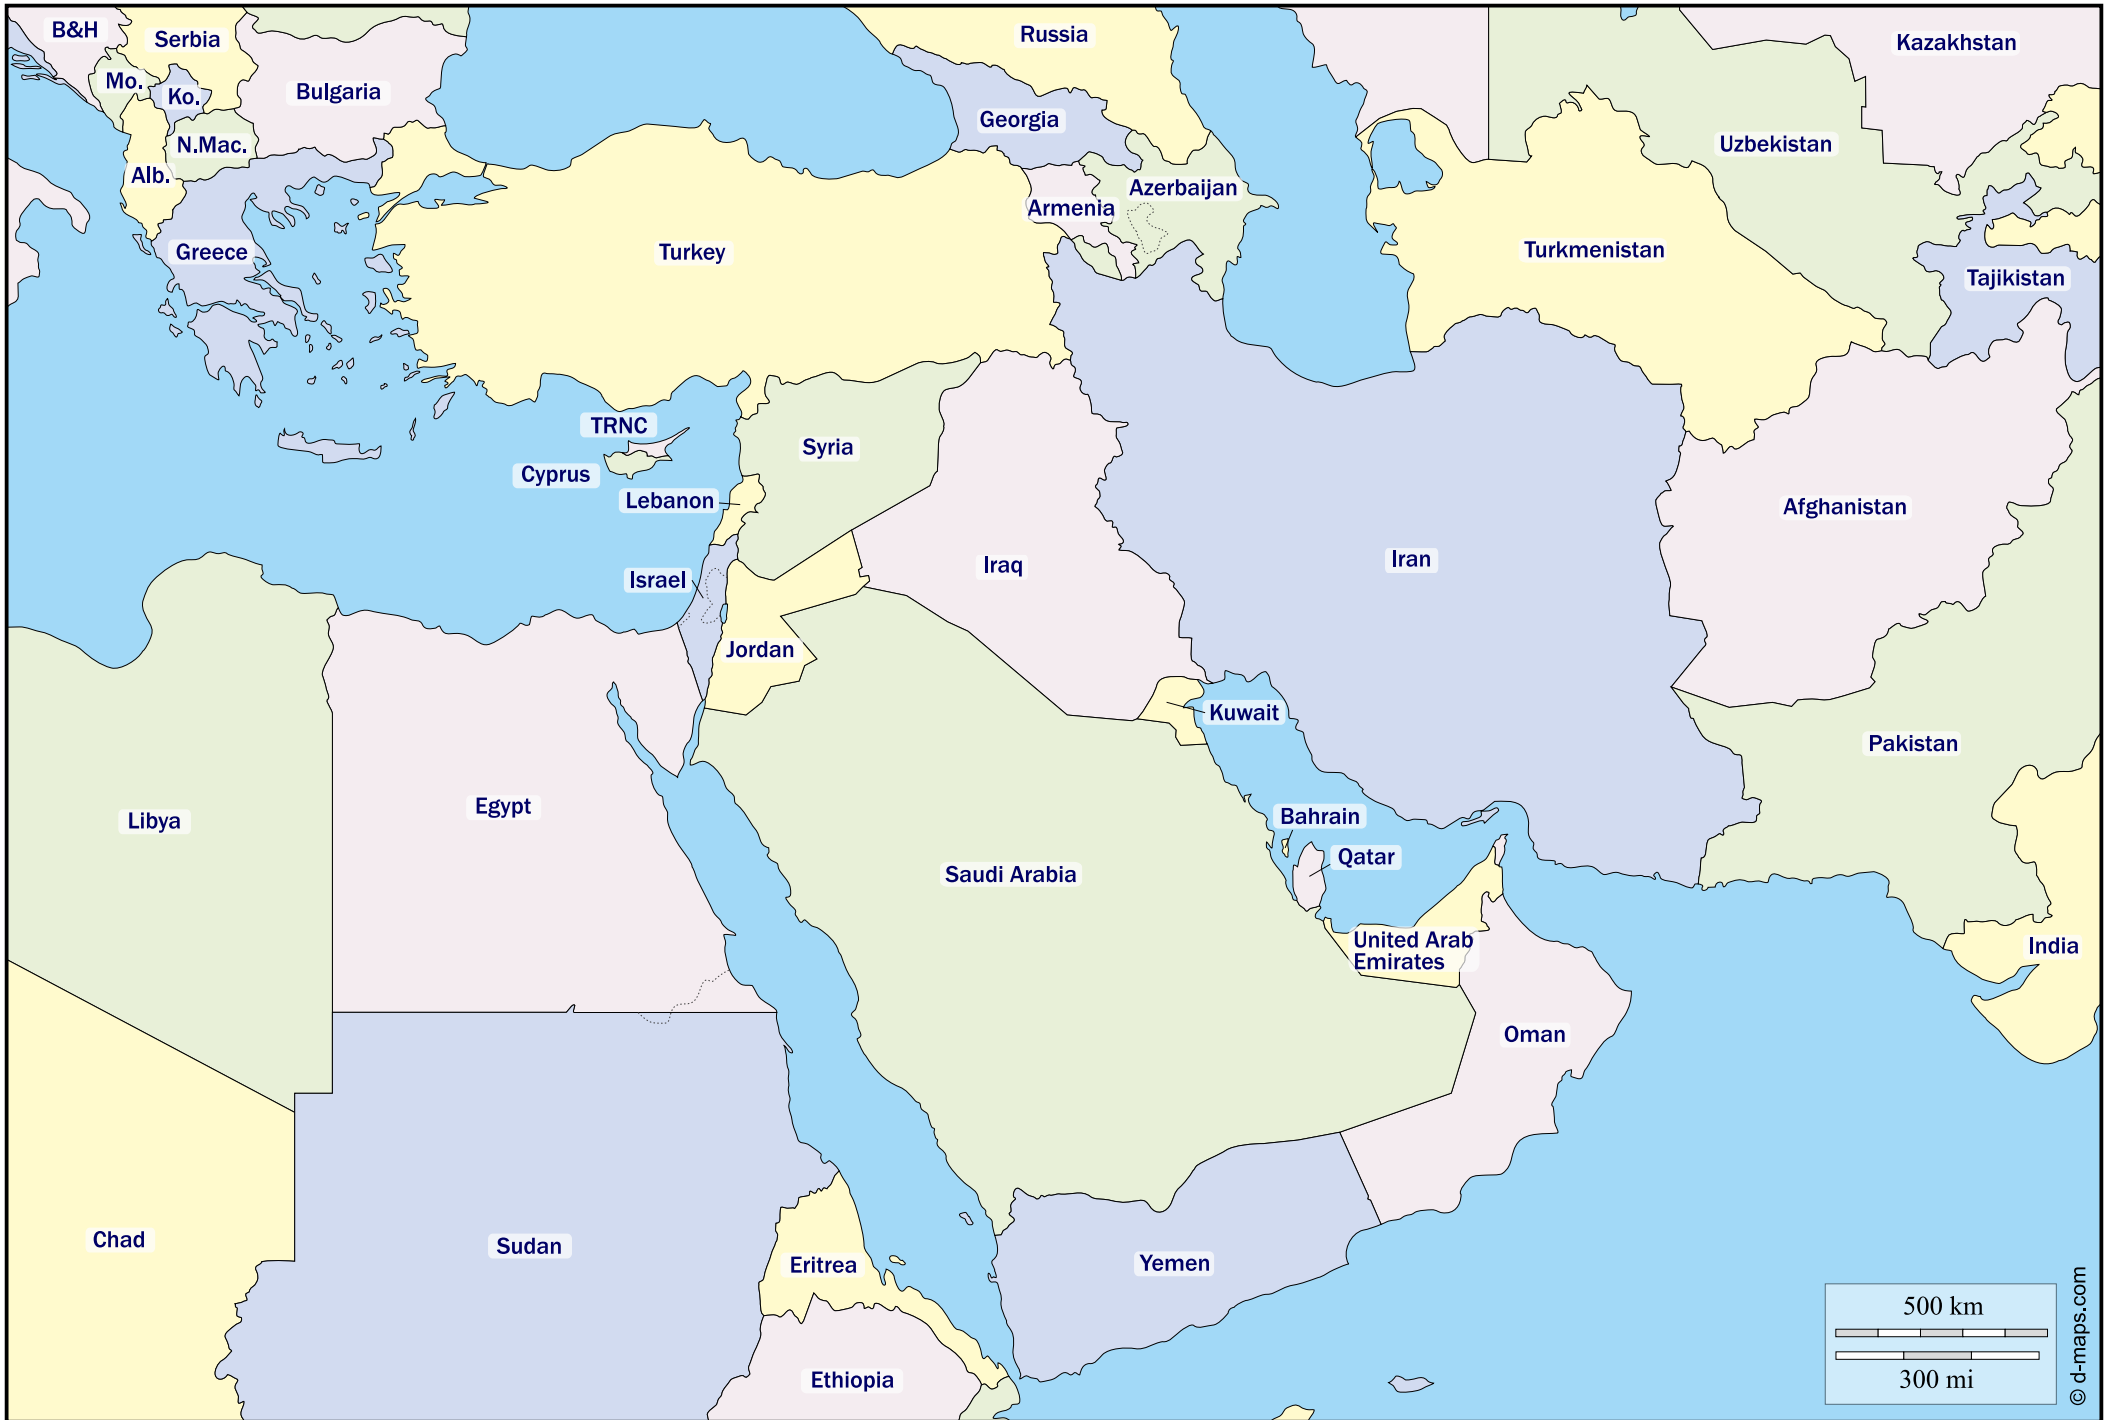 B&H
Serbia
Russia
Kazakhstan
Mo.
Ko.
Bulgaria
Georgia
N.Mac.
Uzbekistan
Alb.
Azerbaijan
Armenia
Greece
Turkey
Turkmenistan
Tajikistan
TRNC
Syria
Cyprus
Lebanon
Afghanistan
Iraq
Iran
Israel
Jordan
Kuwait
Pakistan
Egypt
Bahrain
Libya
Qatar
Saudi Arabia
United Arab
Emirates
India
Oman
Chad
Sudan
Eritrea
Yemen
500 km
300 mi
Ethiopia
© d-maps.com